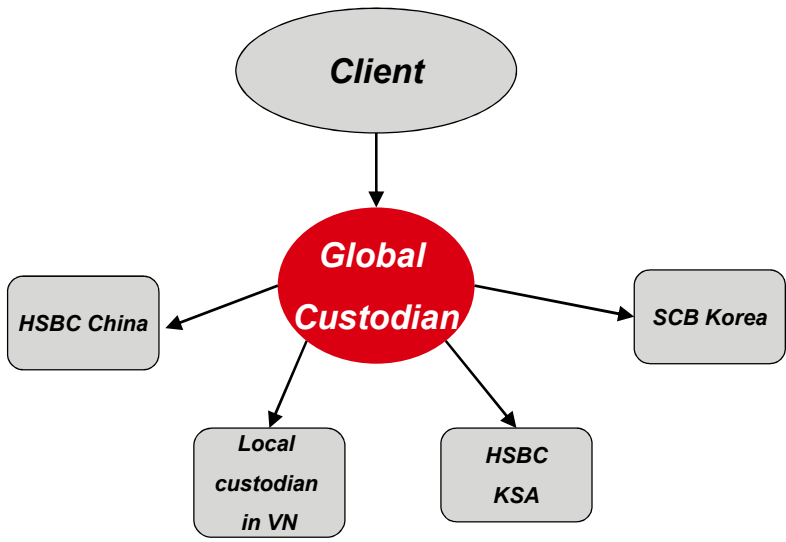 Client
Global
Custodian
HSBC China
SCB Korea
Local
custodian
in VN
HSBC
KSA